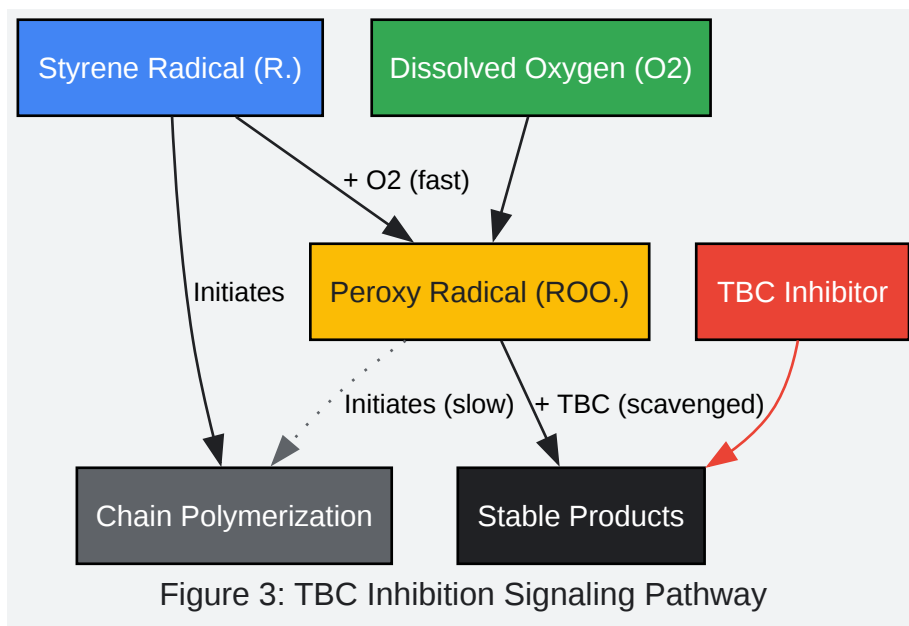 Styrene Radical (R.)
Dissolved Oxygen (O2)
+ O2 (fast)
Initiates
Peroxy Radical (ROO.)
TBC Inhibitor
Initiates (slow)
+ TBC (scavenged)
Chain Polymerization
Stable Products
Figure 3: TBC Inhibition Signaling Pathway